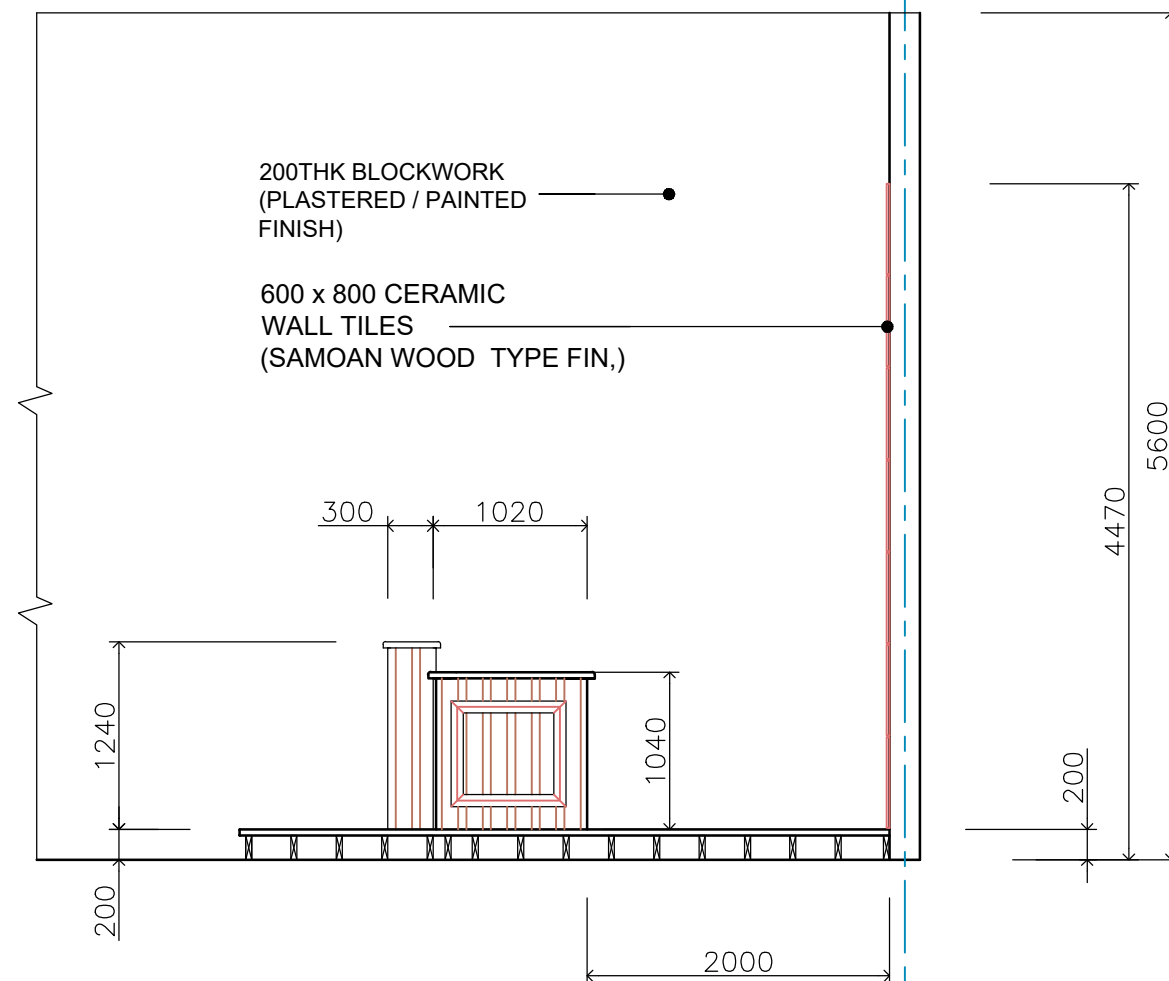 200THK BLOCKWORK
(PLASTERED / PAINTED
FINISH)
600 x 800 CERAMIC
WALL TILES
(SAMOAN WOOD  TYPE FIN,)
5600
4470
300
1020
1240
1040
200
200
2000